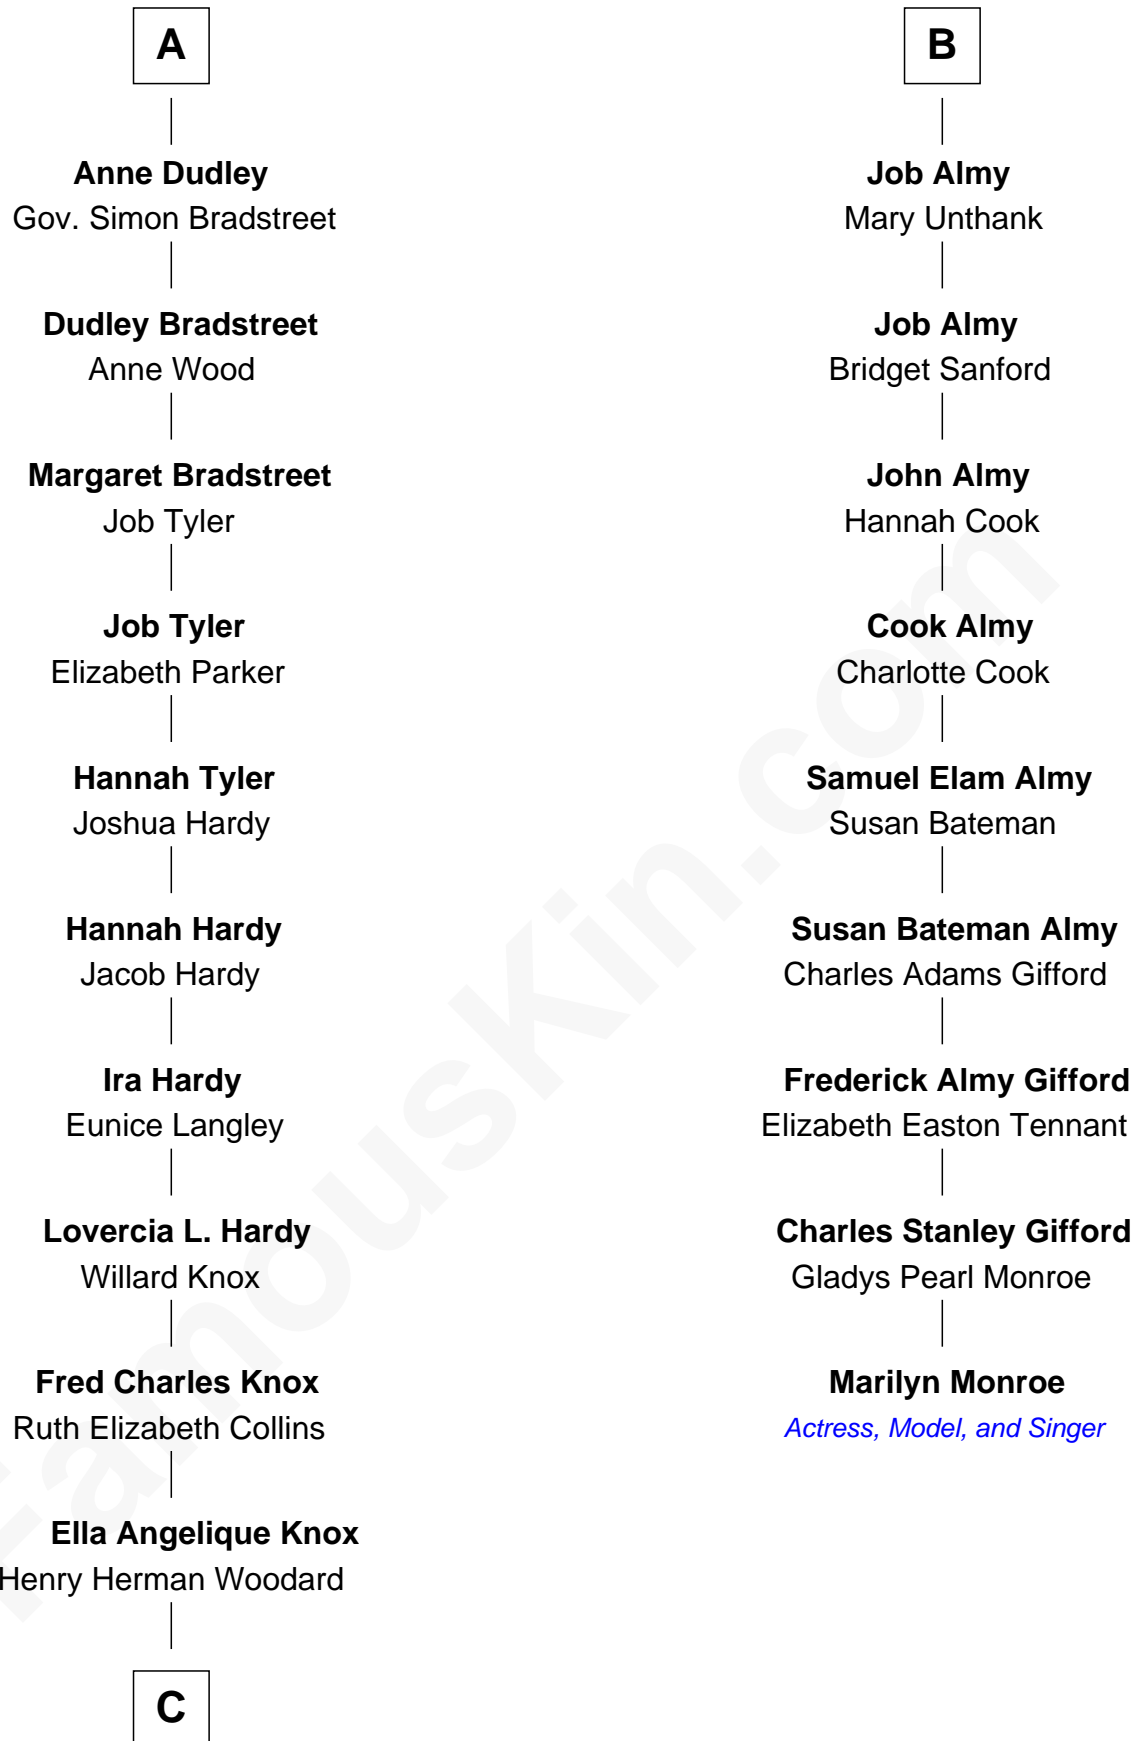 A
Anne Dudley
Gov. Simon Bradstreet
Dudley Bradstreet
Anne Wood
Margaret Bradstreet
Job Tyler
Job Tyler
Elizabeth Parker
Hannah Tyler
Joshua Hardy
Hannah Hardy
Jacob Hardy
Ira Hardy
Eunice Langley
Lovercia L. Hardy
Willard Knox
Fred Charles Knox
Ruth Elizabeth Collins
Ella Angelique Knox
Henry Herman Woodard
C
B
Job Almy
Mary Unthank
Job Almy
Bridget Sanford
John Almy
Hannah Cook
Cook Almy
Charlotte Cook
Samuel Elam Almy
Susan Bateman
Susan Bateman Almy
Charles Adams Gifford
Frederick Almy Gifford
Elizabeth Easton Tennant
Charles Stanley Gifford
Gladys Pearl Monroe
Marilyn Monroe
Actress, Model, and Singer
FamousKin.com